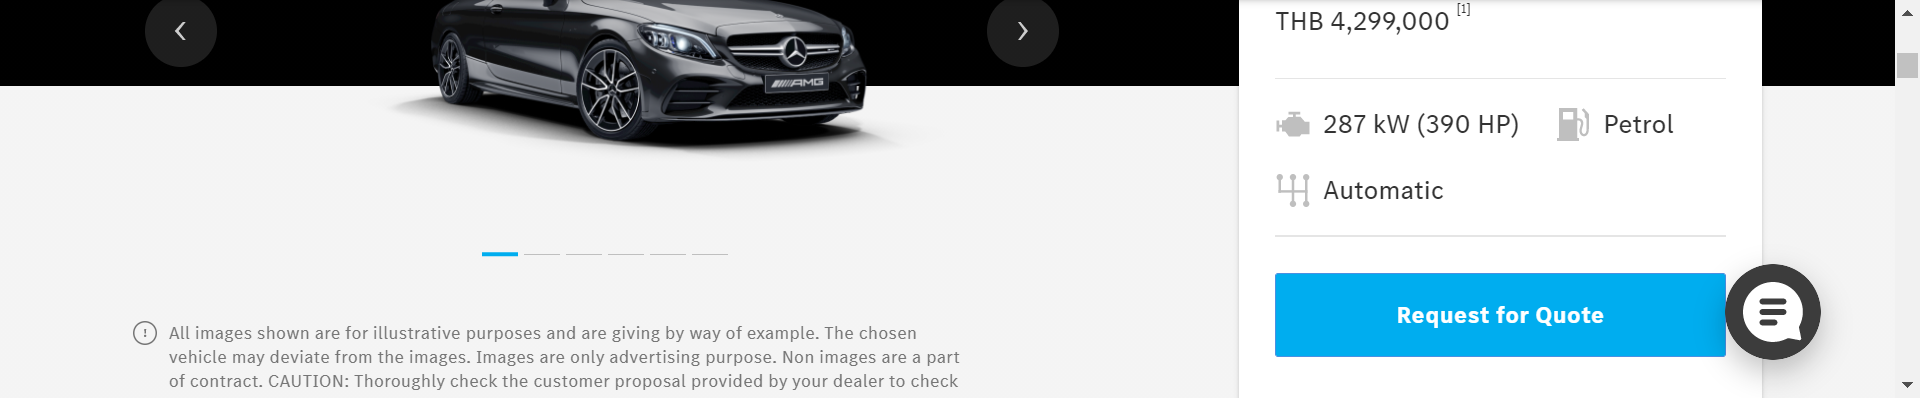 THB 4,299,000 [1]
AMG
287 kW (390 HP)
Petrol
Automatic
Request for Quote
All images shown are for illustrative purposes and are giving by way of example. The chosen
vehicle may deviate from the images. Images are only advertising purpose. Non images are a part
of contract. CAUTION: Thoroughly check the customer proposal provided by your dealer to check